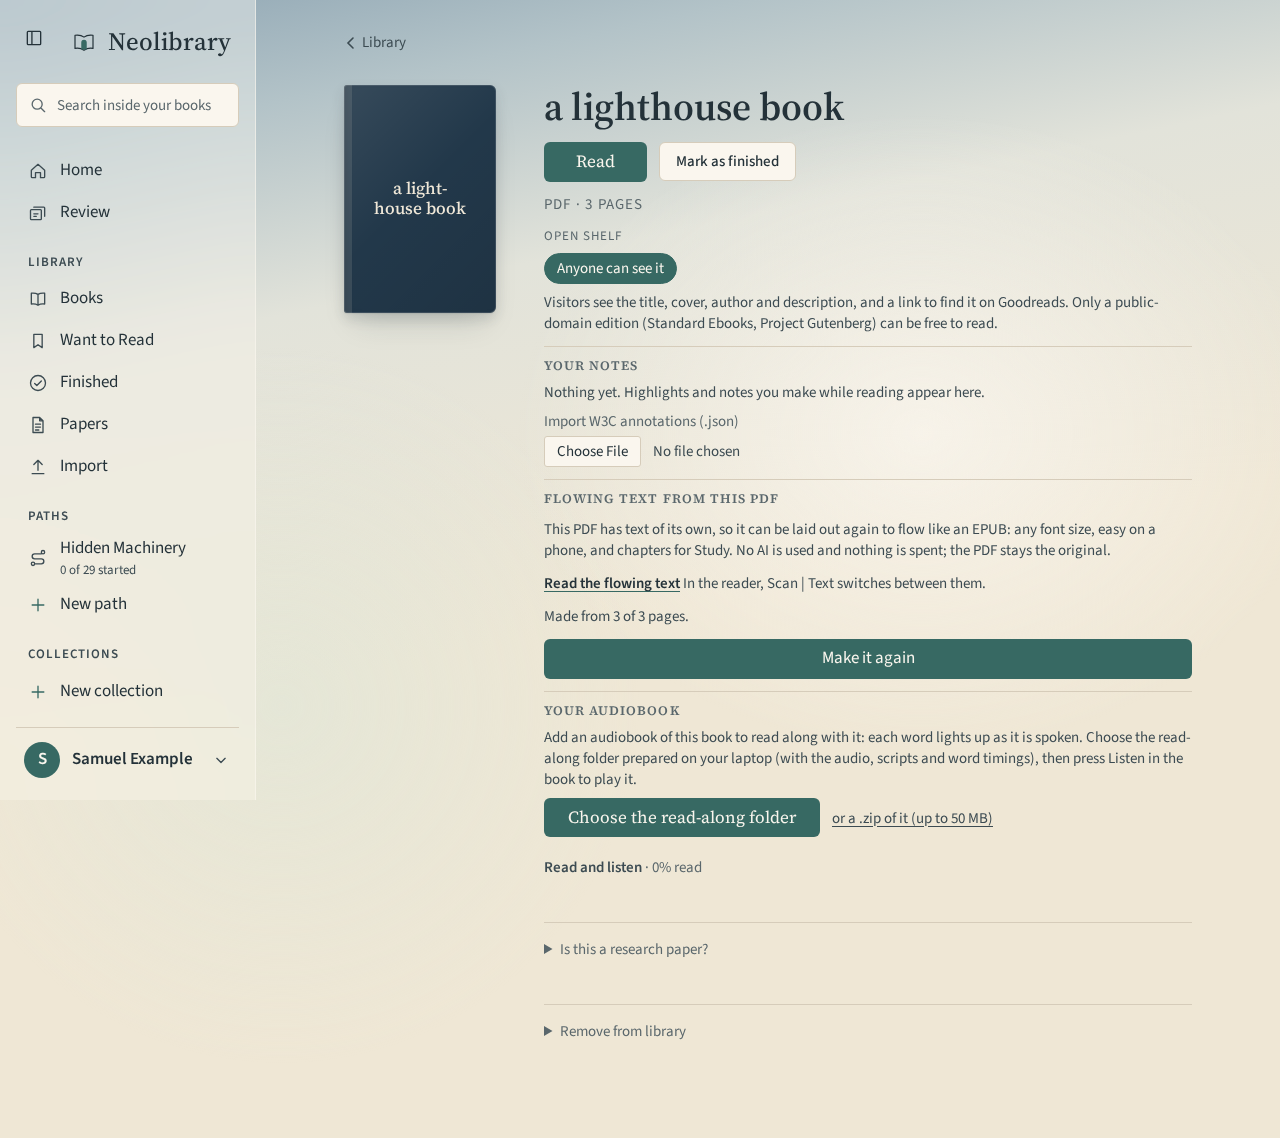 Neolibrary
Search inside your books
Home
Review
LIBRARY
Books
Want to Read
Finished
Papers
Import
PATHS
Hidden Machinery
0 of 29 started
New path
COLLECTIONS
New collection
S
Samuel Example
Library
a light-
house book
a lighthouse book
Read
Mark as finished
PDF · 3 PAGES
OPEN SHELF
Anyone can see it
Visitors see the title, cover, author and description, and a link to find it on Goodreads. Only a public-
domain edition (Standard Ebooks, Project Gutenberg) can be free to read.
YOUR NOTES
Nothing yet. Highlights and notes you make while reading appear here.
Import W3C annotations (.json)
Choose File No file chosen
FLOWING TEXT FROM THIS PDF
This PDF has text of its own, so it can be laid out again to flow like an EPUB: any font size, easy on a
phone, and chapters for Study. No AI is used and nothing is spent; the PDF stays the original.
Read the flowing text In the reader, Scan | Text switches between them.
Made from 3 of 3 pages.
Make it again
YOUR AUDIOBOOK
Add an audiobook of this book to read along with it: each word lights up as it is spoken. Choose the read-
along folder prepared on your laptop (with the audio, scripts and word timings), then press Listen in the
book to play it.
Choose the read-along folder
or a .zip of it (up to 50 MB)
Read and listen · 0% read
Is this a research paper?
Remove from library